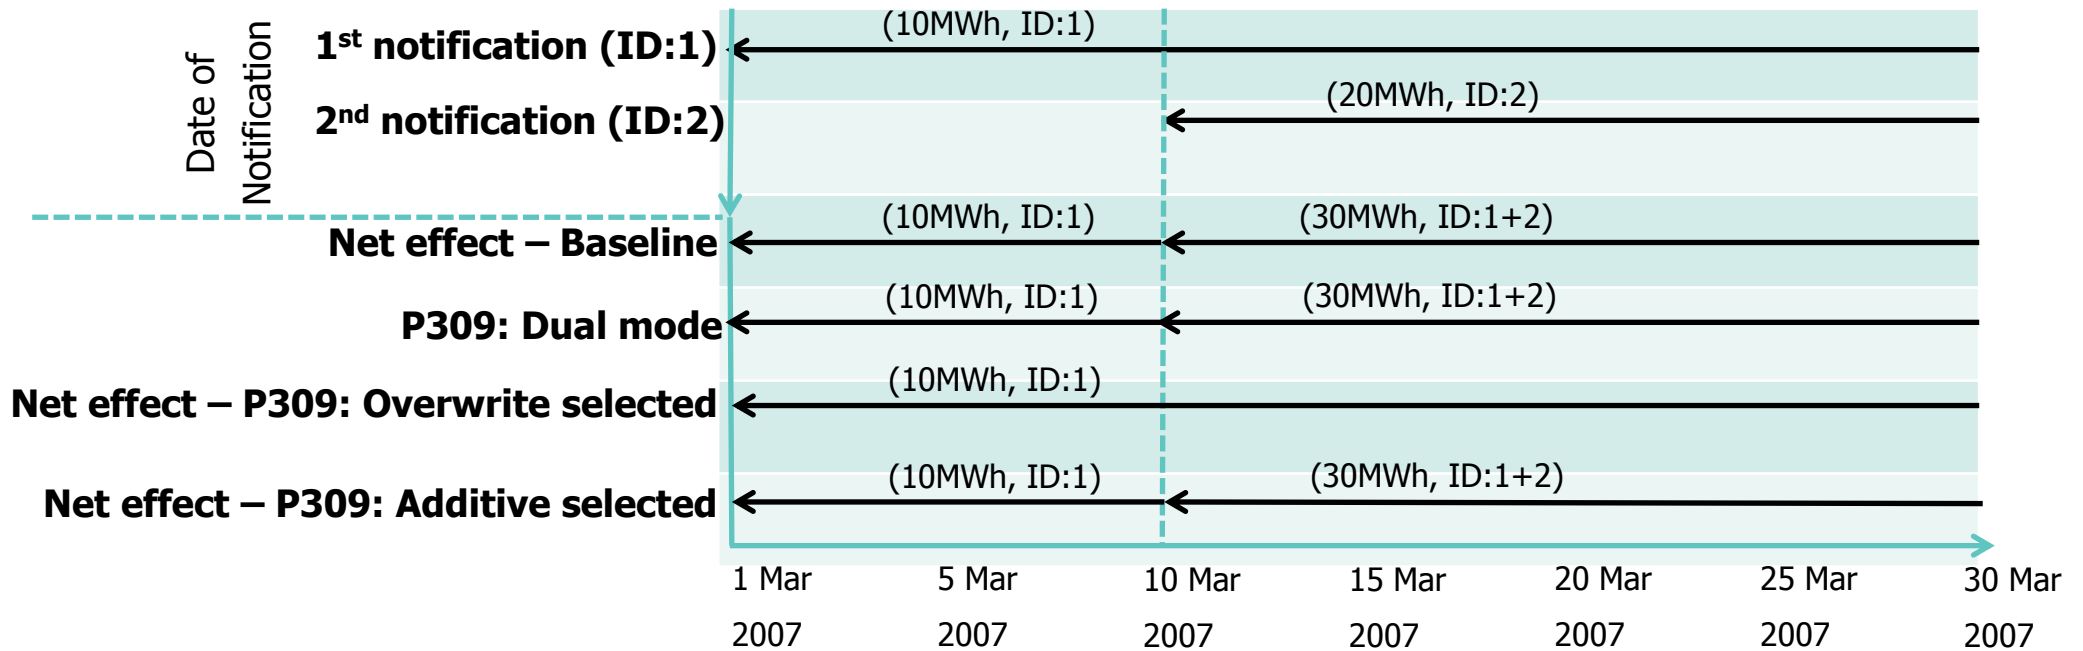 Date of
Notification
1st notification (ID:1)
(10MWh, ID:1)
2nd notification (ID:2)
(20MWh, ID:2)
Net effect – Baseline
(10MWh, ID:1)
(30MWh, ID:1+2)
P309: Dual mode
(10MWh, ID:1)
(30MWh, ID:1+2)
Net effect – P309: Overwrite selected
(10MWh, ID:1)
Net effect – P309: Additive selected
(10MWh, ID:1)
(30MWh, ID:1+2)
1 Mar
2007
5 Mar
2007
10 Mar
2007
15 Mar
2007
20 Mar
2007
25 Mar
2007
30 Mar
2007